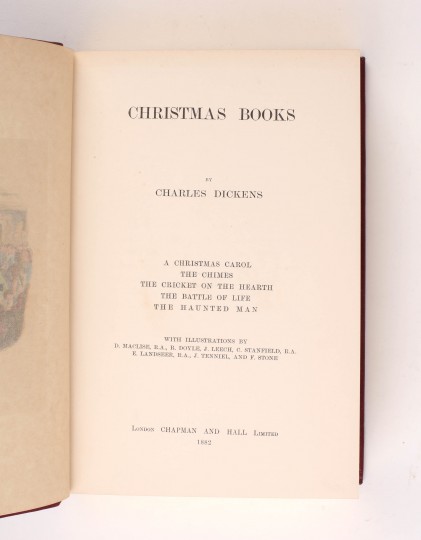 CHRISTMAS BOOKS
BY
CHARLES DICKENS
A CHRISTMAS CAROL
THE CHIMES
THE CRICKET ON THE HEARTH
THE BATTLE OF LIFE
THE HAUNTED MAN
WITH ILLUSTRATIONS BY
D. MACLISE, R.A., R. DOYLE, J. LEECH, C. STANFIELD, R.A.
E. LANDSEER, R.A., J. TENNIEL, AND F. STONE
LONDON CHAPMAN AND HALL LIMITED
1882